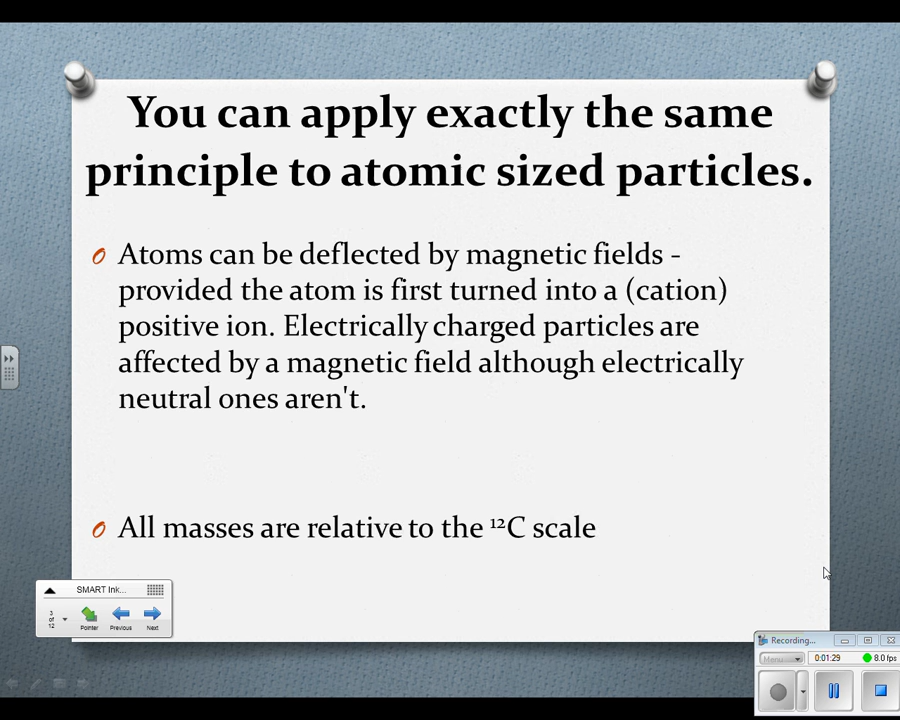 You can apply exactly the same
principle to atomic sized particles.
Atoms can be deflected by magnetic fields -
provided the atom is first turned into a (cation)
positive ion. Electrically charged particles are
affected by a magnetic field although electrically
neutral ones aren't.
All masses are relative to the ¹²C scale
SMART Ink...
3
of
12
Pointer
Previous
Next
Recording...
Menu
0:01:29
8.0 fps